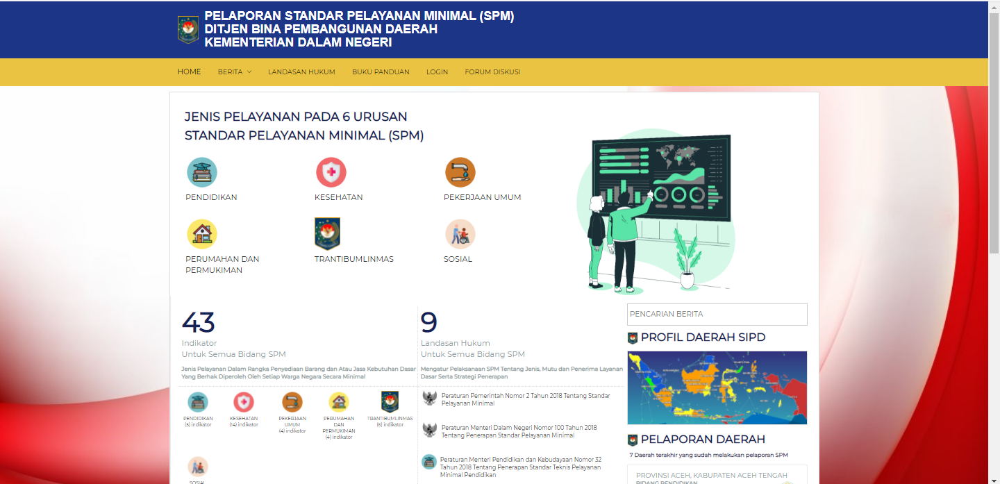 PELAPORAN STANDAR PELAYANAN MINIMAL (SPM)
DITJEN BINA PEMBANGUNAN DAERAH
KEMENTERIAN DALAM NEGERI
HOME
BERITA
LANDASAN HUKUM
BUKU PANDUAN
LOGIN
FORUM DISKUSI
JENIS PELAYANAN PADA 6 URUSAN
STANDAR PELAYANAN MINIMAL (SPM)
PENDIDIKAN
KESEHATAN
PEKERJAAN UMUM
PERUMAHAN DAN
PERMUKIMAN
TRANTIBUMLINMAS
SOSIAL
43
Indikator
Untuk Semua Bidang SPM
Jenis Pelayanan Dalam Rangka Penyediaan Barang dan Atau Jasa Kebutuhan Dasar
Yang Berhak Diperoleh Oleh Setiap Warga Negara Secara Minimal
PENDIDIKAN
(5) indikator
KESEHATAN
(14) indikator
PEKERJAAN
UMUM
(4) indikator
PERUMAHAN
DAN
PERMUKIMAN
(4) indikator
TRANTIBUMLINMAS
(6) indikator
SOSIAL
9
Landasan Hukum
Untuk Semua Bidang SPM
Mengatur Pelaksanaan SPM Tentang Jenis, Mutu dan Penerima Layanan
Dasar Serta Strategi Penerapan
Peraturan Pemerintah Nomor 2 Tahun 2018 Tentang Standar
Pelayanan Minimal
Peraturan Menteri Dalam Negeri Nomor 100 Tahun 2018
Tentang Penerapan Standar Pelayanan Minimal
Peraturan Menteri Pendidikan dan Kebudayaan Nomor 32
Tahun 2018 Tentang Penerapan Standar Teknis Pelayanan
Minimal Pendidikan
PENCARIAN BERITA
PROFIL DAERAH SIPD
PELAPORAN DAERAH
7 Daerah terakhir yang sudah melakukan pelaporan SPM
PROVINSI ACEH, KABUPATEN ACEH TENGAH
BIDANG PENDIDIKAN